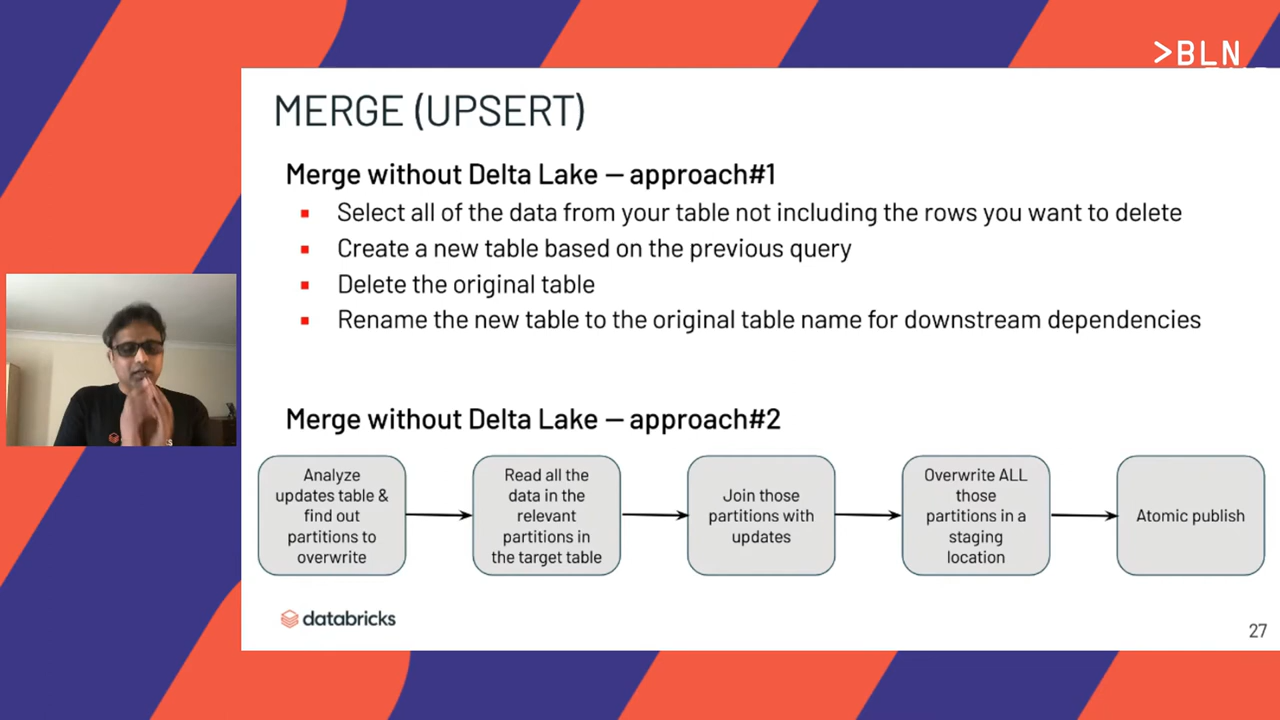 >BLN
MERGE (UPSERT)
Merge without Delta Lake — approach#1
▪ Select all of the data from your table not including the rows you want to delete
▪ Create a new table based on the previous query
▪ Delete the original table
▪ Rename the new table to the original table name for downstream dependencies
Merge without Delta Lake — approach#2
Analyze
updates table &
find out
partitions to
overwrite
Read all the
data in the
relevant
partitions in
the target table
Join those
partitions with
updates
Overwrite ALL
those
partitions in a
staging
location
Atomic publish
databricks
27